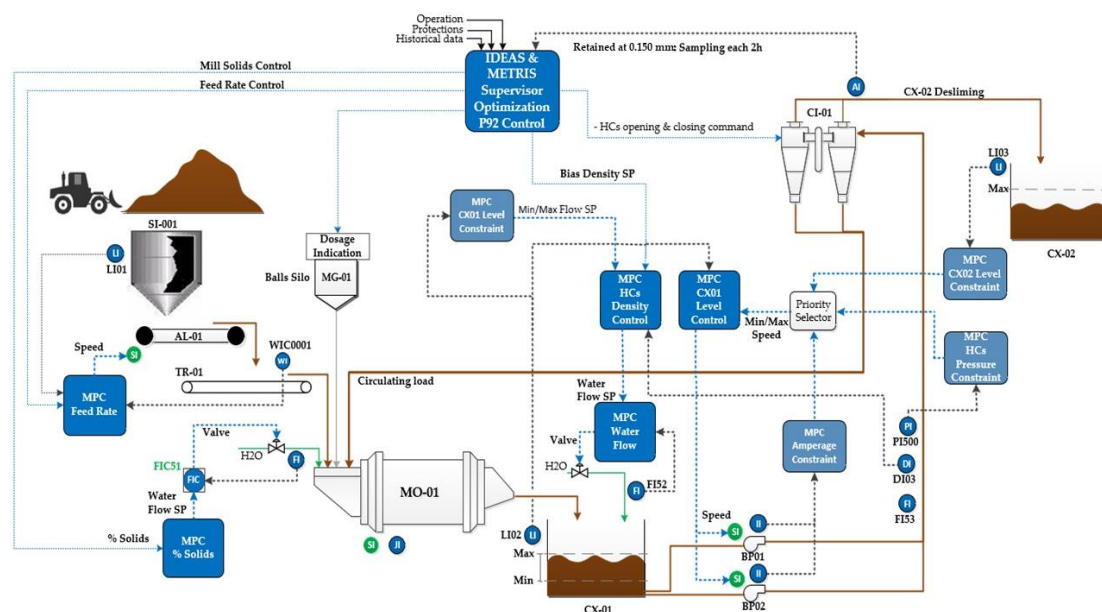 Operation
Protections
Historical data
IDEAS &
METRIS
Supervisor
Optimization
P92 Control
Retained at 0.150 mm: Sampling each 2h
Mill Solids Control
Feed Rate Control
AI
CX-02 Desliming
CI-01
- HCs opening & closing command
LI03
LI
Max
CX-02
Bias Density SP
MPC
CX01 Level
Constraint
Min/Max Flow SP
SI-001
LI
LI01
Dosage
Indication
Balls Silo
MG-01
MPC
HCs
Density
Control
MPC
CX01
Level
Control
Priority
Selector
Min/Max
Speed
MPC
CX02 Level
Constraint
MPC
HCs
Pressure
Constraint
AL-01
Speed
SI
WIC0001
WI
TR-01
MPC
Feed Rate
Circulating load
Water
Flow SP
MPC
Water
Flow
Valve
H2O
FI
FI52
MPC
Amperage
Constraint
PI
PI500
DI
DI03
FI
FI53
Valve
H2O
FI
FIC51
FIC
Water
Flow SP
% Solids
MPC
% Solids
MO-01
SI
JI
LI02
LI
Max
Min
CX-01
Speed
SI
II
BP01
SI
II
BP02